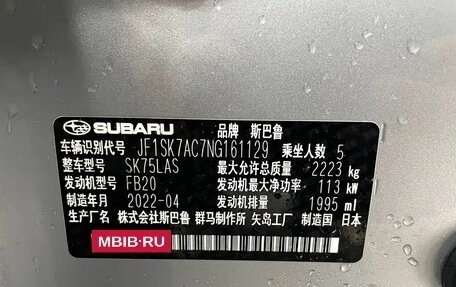 SUBARU 品牌 斯巴鲁
车辆识别代号 JF1SK7AC7NG161129 乘坐人数 5
整车型号 SK75LAS 最大允许总质量 2223 kg
发动机型号 FB20 发动机最大净功率 113 kW
制造年月 2022-04 发动机排量 1995 ml
生产厂名 株式会社斯巴鲁 群马制作所 矢岛工厂 制造国 日本
MBIB.RU